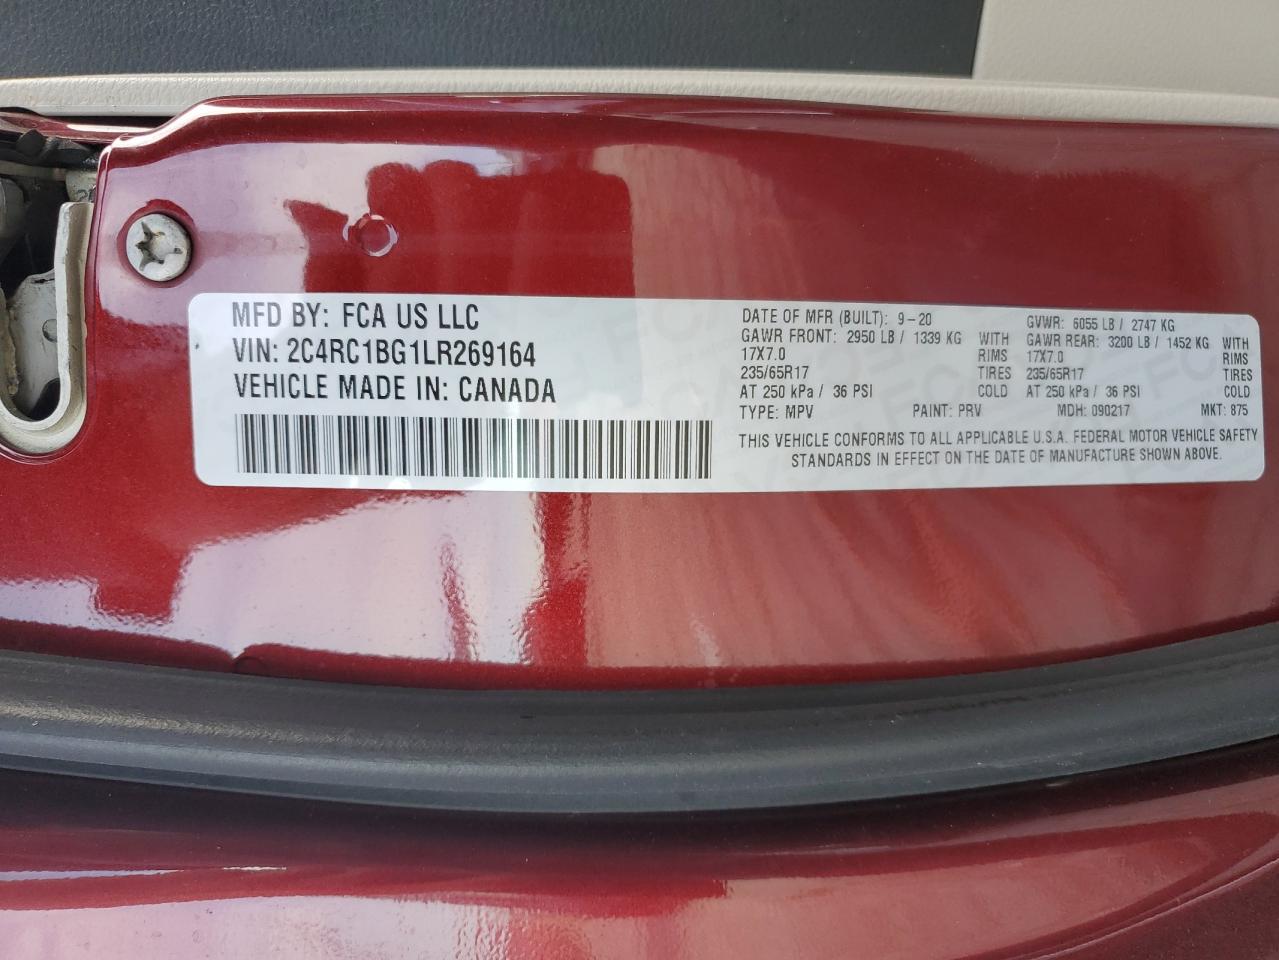 MFD BY: FCA US LLC
VIN: 2C4RC1BG1LR269164
VEHICLE MADE IN: CANADA
DATE OF MFR (BUILT): 9-20 GVWR: 6055 LB / 2747 KG
GAWR FRONT: 2950 LB / 1339 KG WITH GAWR REAR: 3200 LB / 1452 KG WITH
17X7.0 RIMS 17X7.0 RIMS
235/65R17 TIRES 235/65R17 TIRES
AT 250 kPa / 36 PSI COLD AT 250 kPa / 36 PSI COLD
TYPE: MPV PAINT: PRV MDH: 090217 MKT: 875
THIS VEHICLE CONFORMS TO ALL APPLICABLE U.S.A. FEDERAL MOTOR VEHICLE SAFETY
STANDARDS IN EFFECT ON THE DATE OF MANUFACTURE SHOWN ABOVE.